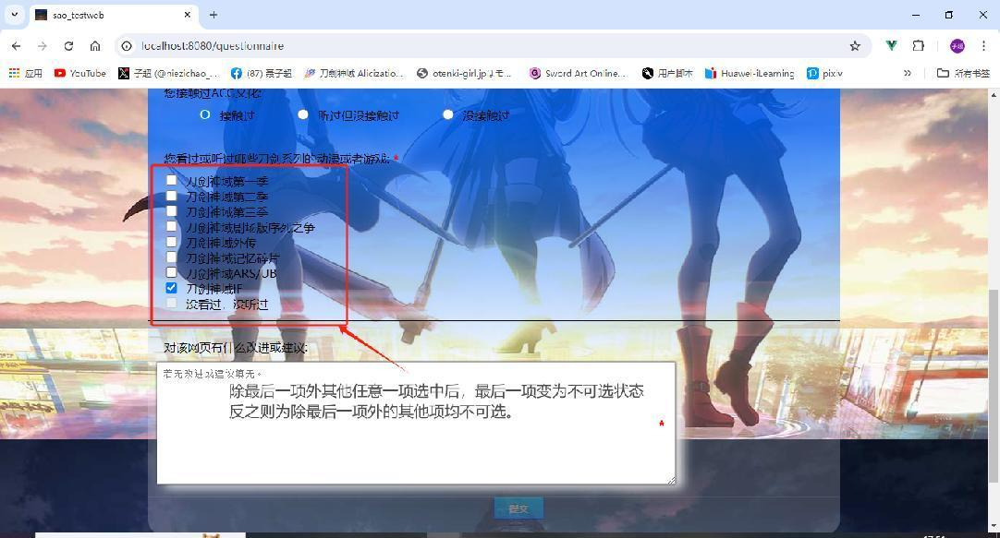 sao_testweb
localhost:8080/questionnaire
应用 YouTube 子超 (@niezichao_... (87) 聂子超 刀剣神域 Alicizatio... otenki-girl.jpはモ... Sword Art Online... 用户脚本 Huawei-iLearning pixiv » 所有书签
您接触过ACG文化:
接触过 听过但没接触过 没接触过
您看过或听过哪些刀剑系列的动漫或者游戏: *
刀剑神域第一季
刀剑神域第二季
刀剑神域第三季
刀剑神域剧场版序列之争
刀剑神域外传
刀剑神域记忆碎片
刀剑神域ARS/UB
刀剑神域IF
没看过，没听过
对该网页有什么改进或建议:
若无改进或建议填无。
除最后一项外其他任意一项选中后，最后一项变为不可选状态
反之则为除最后一项外的其他项均不可选。
*
提交